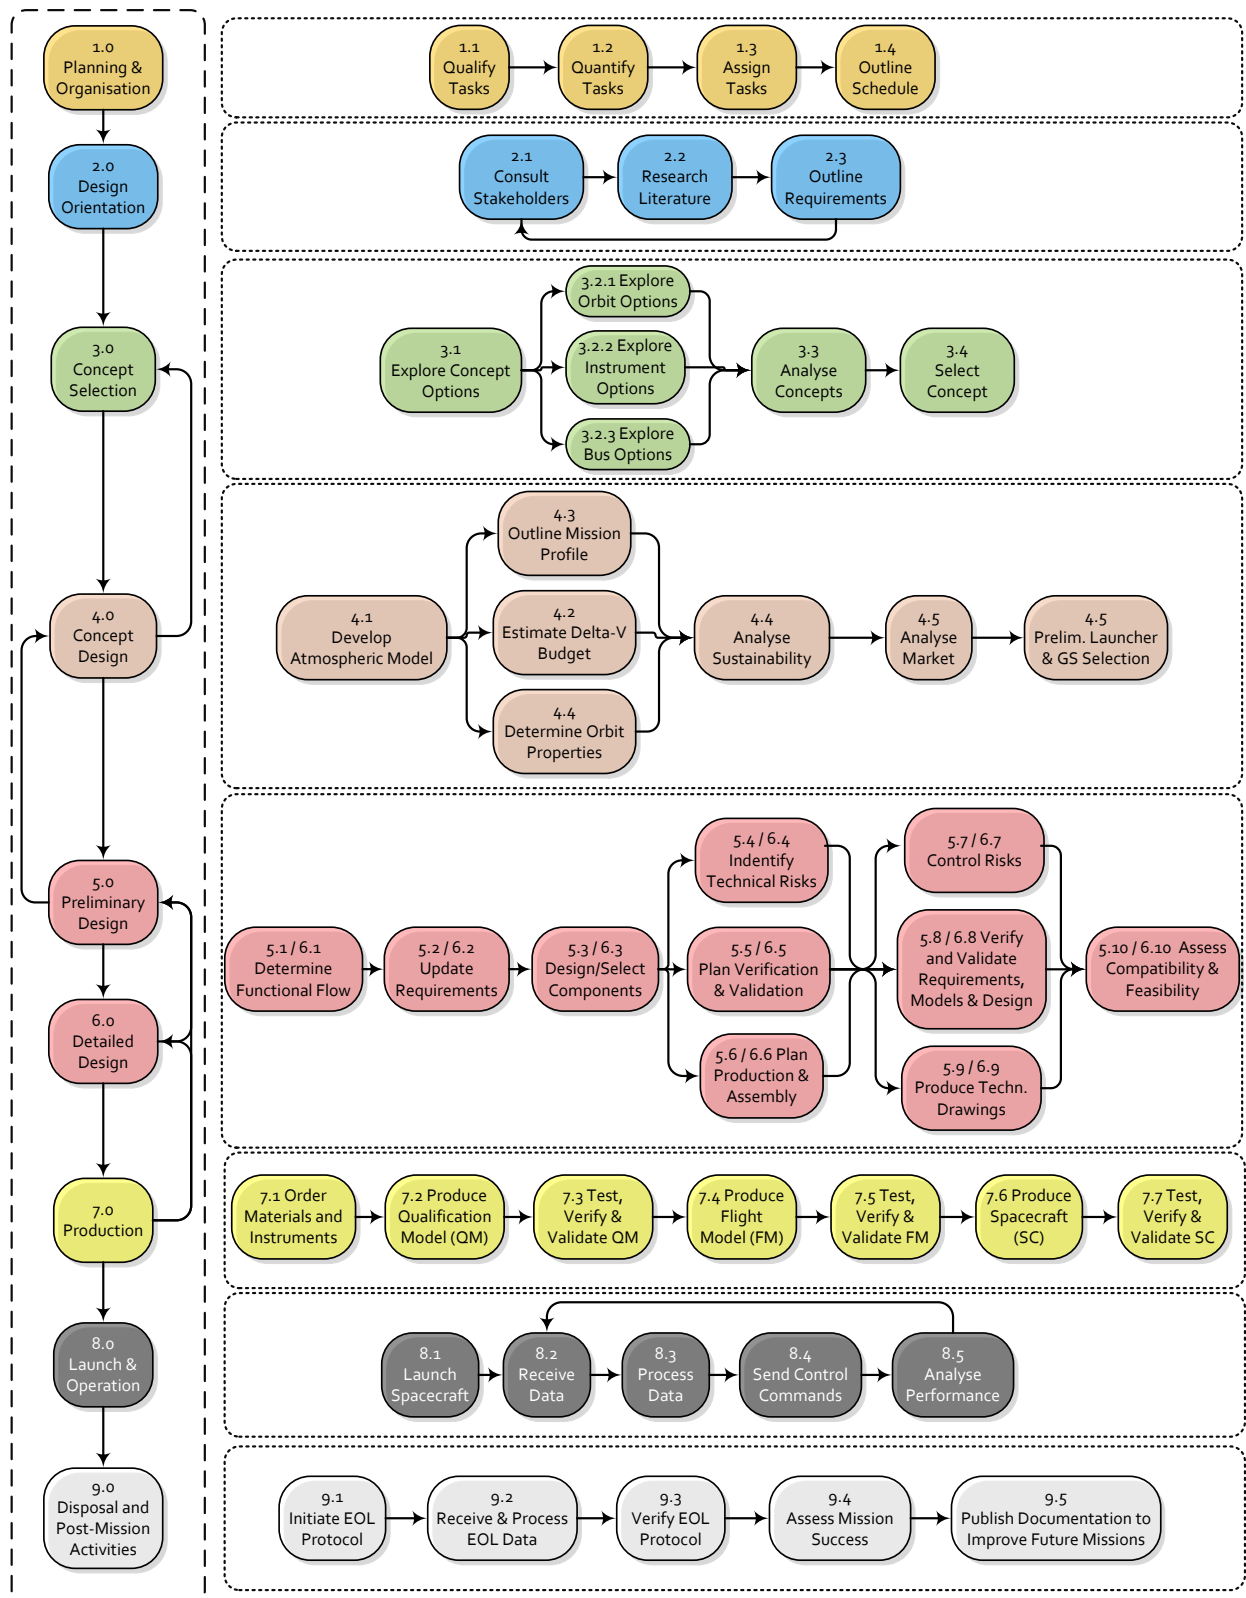 1.0
Planning &
Organisation
1.1
Qualify
Tasks
1.2
Quantify
Tasks
1.3
Assign
Tasks
1.4
Outline
Schedule
2.0
Design
Orientation
2.1
Consult
Stakeholders
2.2
Research
Literature
2.3
Outline
Requirements
3.0
Concept
Selection
3.1
Explore Concept
Options
3.2.1 Explore
Orbit Options
3.2.2 Explore
Instrument
Options
3.2.3 Explore
Bus Options
3.3
Analyse
Concepts
3.4
Select
Concept
4.0
Concept
Design
4.1
Develop
Atmospheric Model
4.3
Outline Mission
Profile
4.2
Estimate Delta-V
Budget
4.4
Determine Orbit
Properties
4.4
Analyse
Sustainability
4.5
Analyse
Market
4.5
Prelim. Launcher
& GS Selection
5.0
Preliminary
Design
6.0
Detailed
Design
5.1 / 6.1
Determine
Functional Flow
5.2 / 6.2
Update
Requirements
5.3 / 6.3
Design/Select
Components
5.4 / 6.4
Indentify
Technical Risks
5.5 / 6.5
Plan Verification
& Validation
5.6 / 6.6 Plan
Production &
Assembly
5.7 / 6.7
Control Risks
5.8 / 6.8 Verify
and Validate
Requirements,
Models & Design
5.9 / 6.9
Produce Techn.
Drawings
5.10 / 6.10 Assess
Compatibility &
Feasibility
7.0
Production
7.1 Order
Materials and
Instruments
7.2 Produce
Qualification
Model (QM)
7.3 Test,
Verify &
Validate QM
7.4 Produce
Flight
Model (FM)
7.5 Test,
Verify &
Validate FM
7.6 Produce
Spacecraft
(SC)
7.7 Test,
Verify &
Validate SC
8.0
Launch &
Operation
8.1
Launch
Spacecraft
8.2
Receive
Data
8.3
Process
Data
8.4
Send Control
Commands
8.5
Analyse
Performance
9.0
Disposal and
Post-Mission
Activities
9.1
Initiate EOL
Protocol
9.2
Receive & Process
EOL Data
9.3
Verify EOL
Protocol
9.4
Assess Mission
Success
9.5
Publish Documentation to
Improve Future Missions